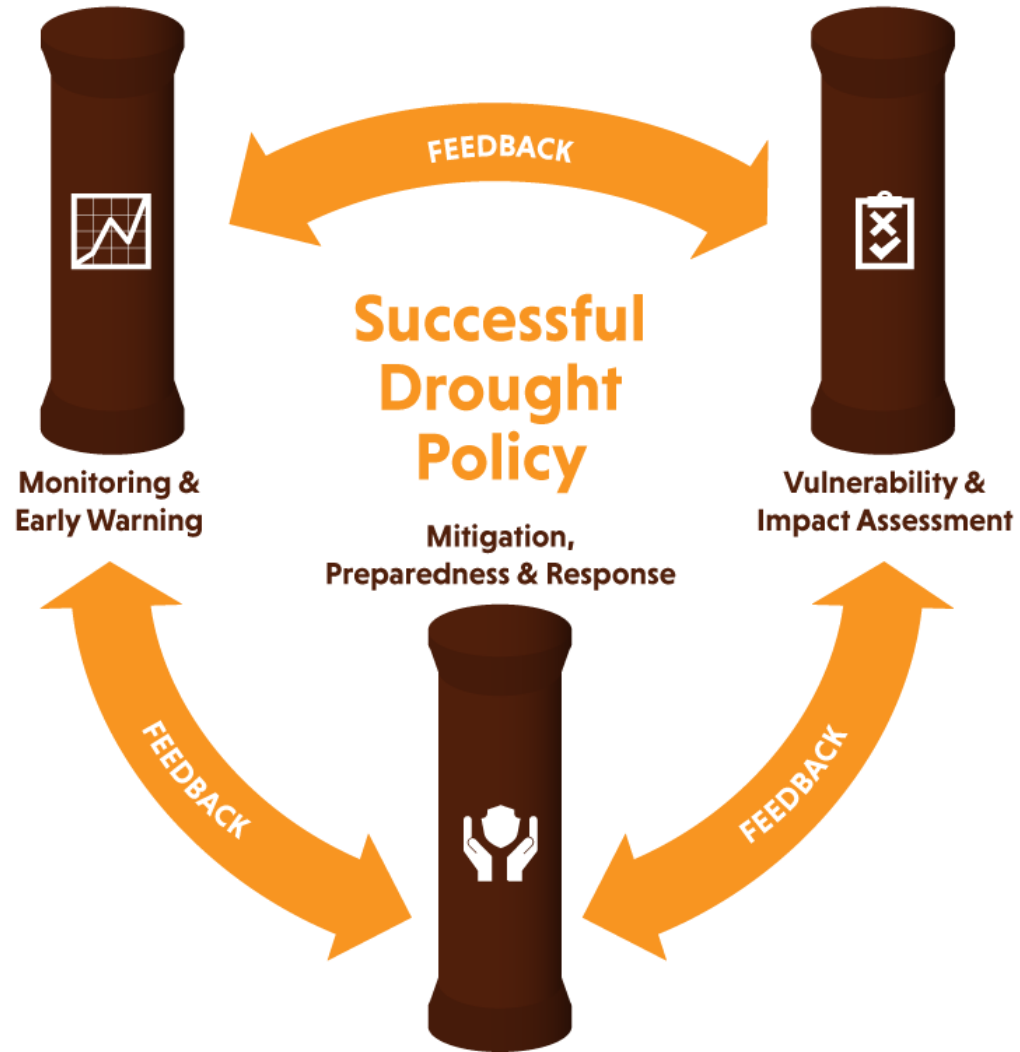 FEEDBACK
Successful
Drought
Policy
Monitoring &
Early Warning
Vulnerability &
Impact Assessment
Mitigation,
Preparedness & Response
FEEDBACK
FEEDBACK